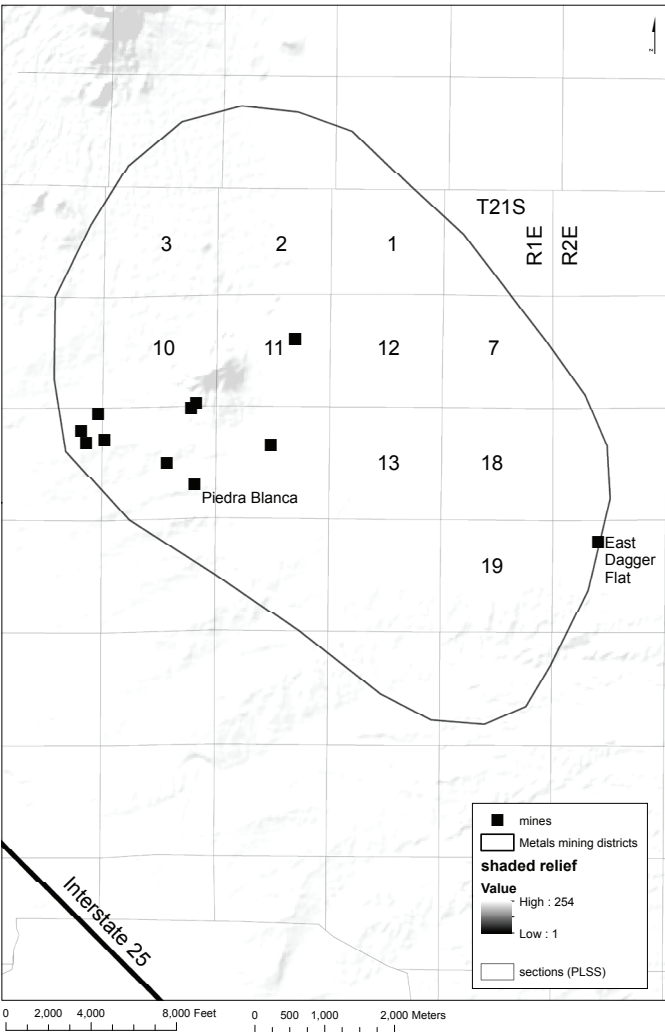 N
T21S
R1E
R2E
3
2
1
10
11
12
7
13
18
Piedra Blanca
19
East
Dagger
Flat
Interstate 25
mines
Metals mining districts
shaded relief
Value
High : 254
Low : 1
sections (PLSS)
0 2,000 4,000 8,000 Feet
0 500 1,000 2,000 Meters